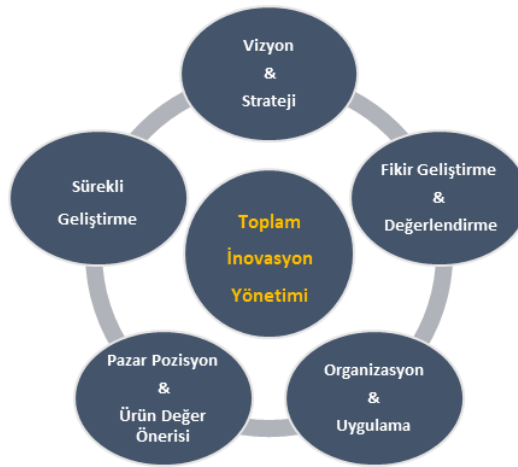 Vizyon
&
Strateji
Fikir Geliştirme
&
Değerlendirme
Organizasyon
&
Uygulama
Pazar Pozisyon
&
Ürün Değer
Önerisi
Sürekli
Geliştirme
Toplam
İnovasyon
Yönetimi